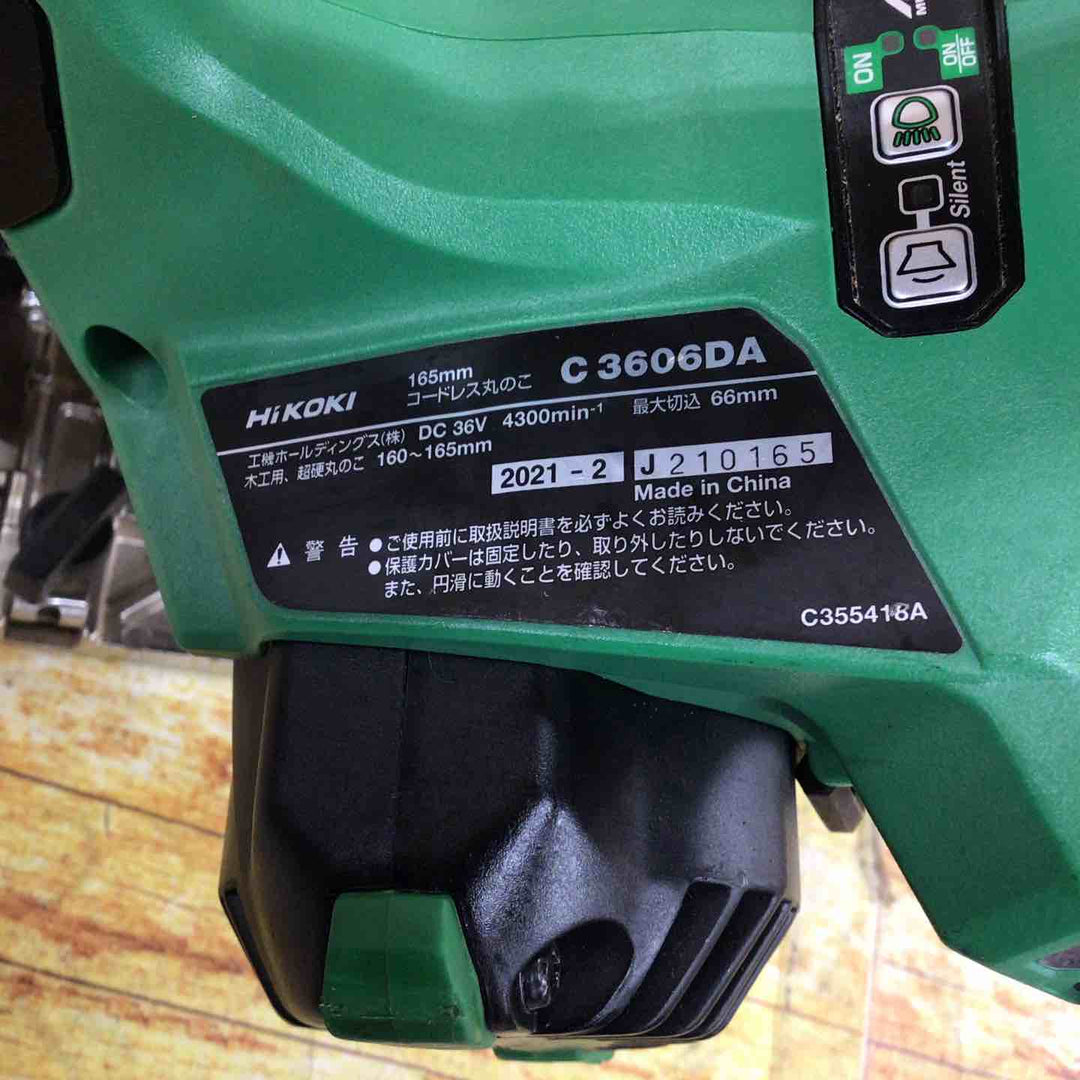 ON
ON/OFF
Silent
HiKOKI 165mm コードレス丸のこ C 3606DA
工機ホールディングス(株) DC 36V 4300min-1 最大切込 66mm
木工用、超硬丸のこ 160～165mm
2021 - 2 J 210165
Made in China
警告 ●ご使用前に取扱説明書を必ずよくお読みください。
●保護カバーは固定したり、取り外したりしないでください。
また、円滑に動くことを確認してください。
C355418A